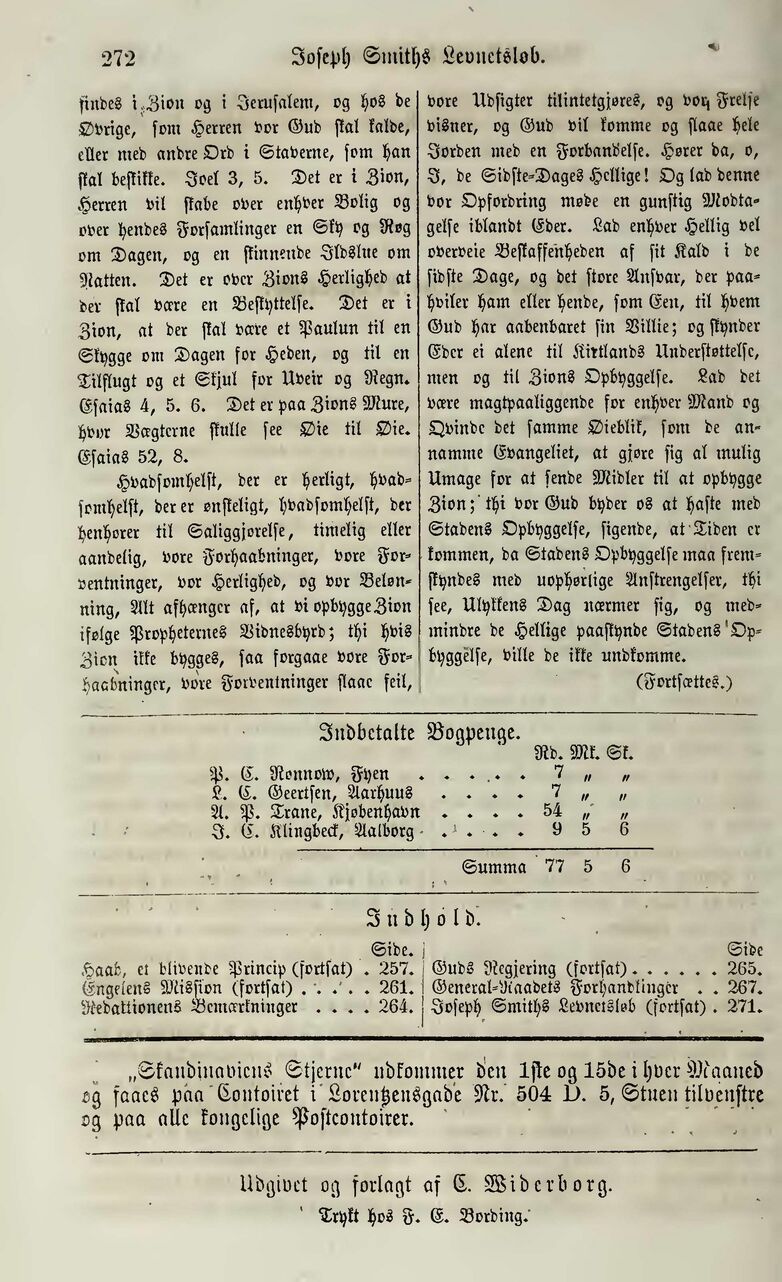 272 Joseph Smiths Levnetsløb.
findes i Zion og i Jerusalem, og hos de
Øvrige, som Herren vor Gud skal kalde,
eller med andre Ord i Staderne, som han
skal bestikke. Joel 3, 5. Det er i Zion,
Herren vil skabe over enhver Bolig og
over hendes Forsamlinger en Sky og Røg
om Dagen, og en skinnende Ildslue om
Natten. Det er over Zions Herlighed at
der skal være en Beskyttelse. Det er i
Zion, at der skal være et Paulun til en
Skygge om Dagen for Heden, og til en
Tilflugt og et Skjul for Uveir og Regn.
Esaias 4, 5. 6. Det er paa Zions Mure,
hvor Vægterne skulle see Øie til Øie.
Esaias 52, 8.
Hvadsomhelst, der er herligt, hvad-
somhelst, der er ønskeligt, hvadsomhelst, der
henhører til Saliggjørelse, timelig eller
aandelig, vore Forhaabninger, vore For-
ventninger, vor Herlighed, og vor Beløn-
ning, Alt afhænger af, at vi opbygge Zion
ifølge Propheternes Vidnesbyrd; thi hvis
Zion ikke bygges, saa forgaae vore For-
haabninger, vore Forventninger slaae feil,
vore Udsigter tilintetgjøres, og vor Frelse
visner, og Gud vil komme og slaae hele
Jorden med en Forbandelse. Hører da, o,
I, de Sidste-Dages Hellige! Og lad denne
vor Opfordring møde en gunstig Modta-
gelse iblandt Eder. Lad enhver Hellig vel
overveie Beskaffenheden af sit Kald i de
sidste Dage, og det store Ansvar, der paa-
hviler ham eller hende, som Een, til hvem
Gud har aabenbaret sin Villie; og skynder
Eder ei alene til Kirtlands Understøttelse,
men og til Zions Opbyggelse. Lad det
være magtpaaliggende for enhver Mand og
Qvinde det samme Øieblik, som de an-
namme Evangeliet, at gjøre sig al mulig
Umage for at sende Midler til at opbygge
Zion; thi vor Gud byder os at haste med
Stadens Opbyggelse, sigende, at Tiden er
kommen, da Stadens Opbyggelse maa frem-
skyndes med uophørlige Anstrengelser, thi
see, Ulykkens Dag nærmer sig, og med-
mindre de Hellige paaskynde Stadens Op-
byggelse, ville de ikke undkomme.
(Fortsættes.)
Indbetalte Bogpenge.
Rd. Mk. Sk.
P. C. Rønnow, Fyen . . . . . . 7 „ „
L. C. Geertsen, Aarhuus . . . . . 7 „ „
A. P. Trane, Kjøbenhavn . . . . 54 „ „
J. C. Klingbeck, Aalborg . . . . . 9 5 6
Summa 77 5 6
Indhold.
Side.
Haab, et blivende Princip (fortsat) . 257.
Engelens Mission (fortsat) . . . . 261.
Redaktionens Bemærkninger . . . . 264.
Side
Guds Regjering (fortsat) . . . . . . 265.
General-Raadets Forhandlinger . . 267.
Joseph Smiths Levnetsløb (fortsat) . 271.
„Skandinaviens Stjerne“ udkommer den 1ste og 15de i hver Maaned
og faaes paa Contoiret i Lorentzensgade Nr. 504 D. 5, Stuen tilvenstre
og paa alle kongelige Postcontoirer.
Udgivet og forlagt af C. Widerborg.
Trykt hos F. E. Bording.